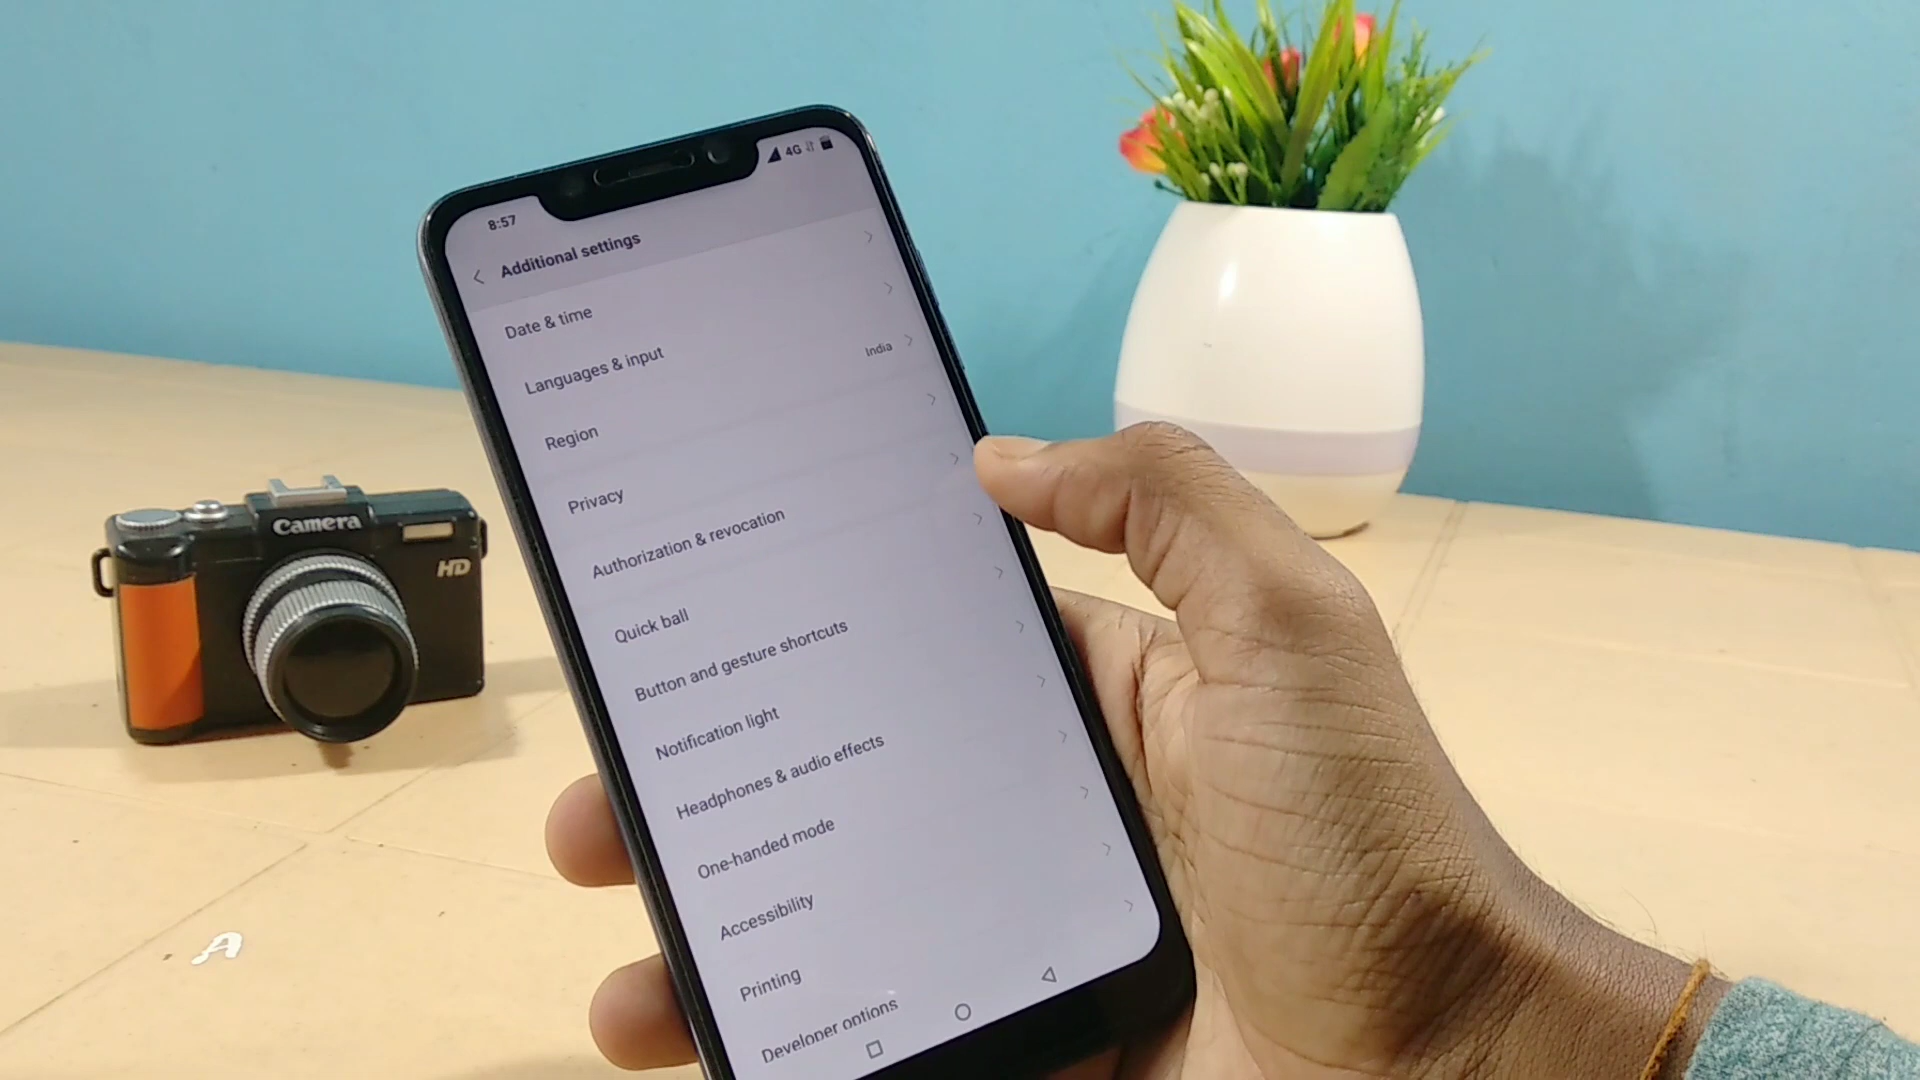 8:57
4G
Additional settings
Date & time
Languages & input
Region
India
Privacy
Authorization & revocation
Quick ball
Button and gesture shortcuts
Notification light
Headphones & audio effects
One-handed mode
Accessibility
Printing
Developer options
Camera
HD
A